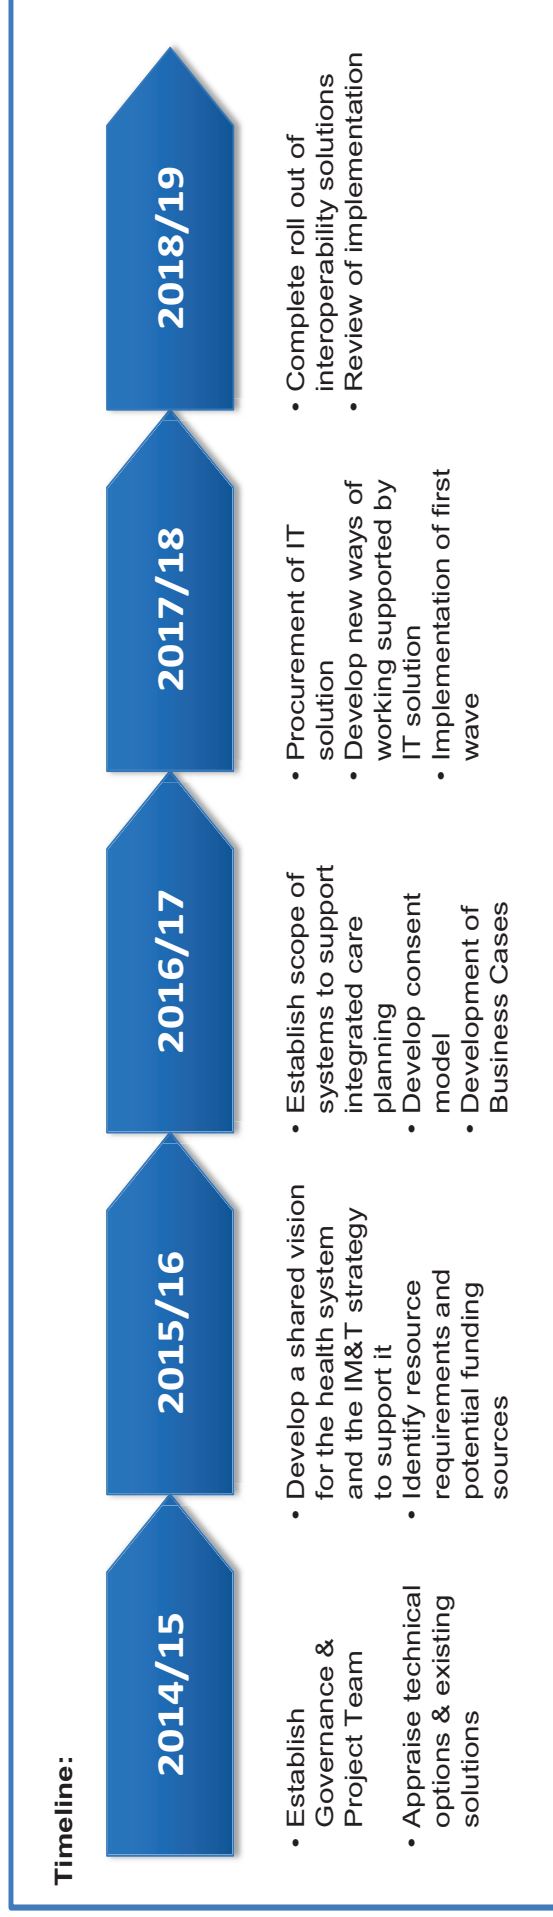 Timeline:
2014/15
• Establish
Governance &
Project Team
• Appraise technical
options & existing
solutions
2015/16
• Develop a shared vision
for the health system
and the IM&T strategy
to support it
• Identify resource
requirements and
potential funding
sources
2016/17
• Establish scope of
systems to support
integrated care
planning
• Develop consent
model
• Development of
Business Cases
2017/18
• Procurement of IT
solution
• Develop new ways of
working supported by
IT solution
• Implementation of first
wave
2018/19
• Complete roll out of
interoperability solutions
• Review of implementation